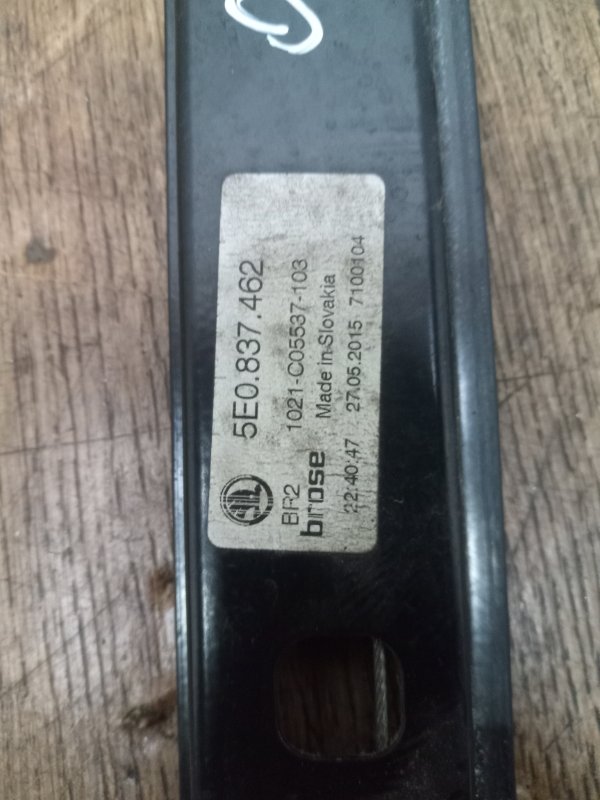 5E0.837.462
BR2 1021-C05537-103
brose Made in Slovakia
22:40:47 27.05.2015 7100104